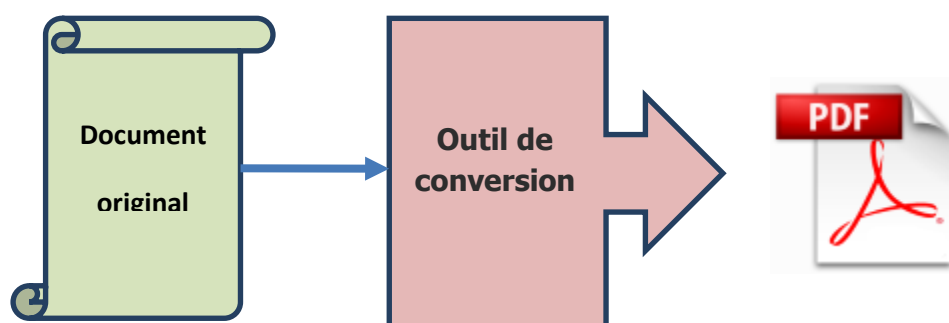 Document
original
Outil de
conversion
PDF